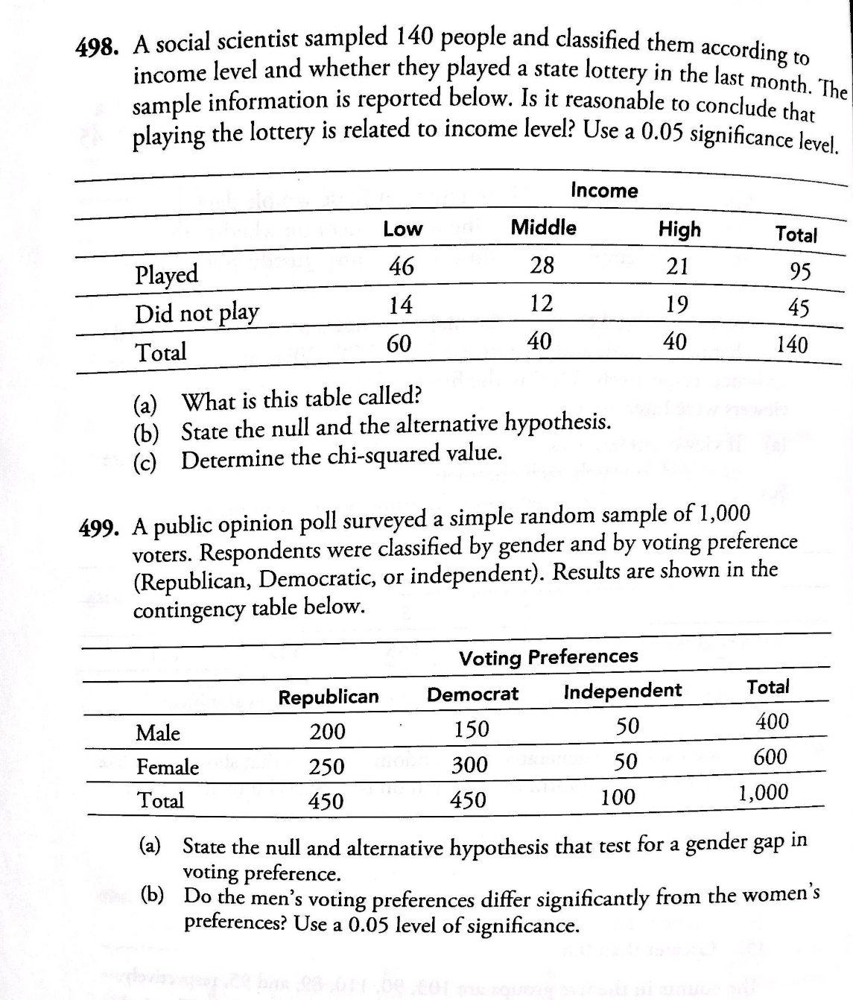 498. A social scientist sampled 140 people and classified them according to
income level and whether they played a state lottery in the last month. The
sample information is reported below. Is it reasonable to conclude that
playing the lottery is related to income level? Use a 0.05 significance level.
Income
Low Middle High Total
Played 46 28 21 95
Did not play 14 12 19 45
Total 60 40 40 140
(a) What is this table called?
(b) State the null and the alternative hypothesis.
(c) Determine the chi-squared value.
499. A public opinion poll surveyed a simple random sample of 1,000
voters. Respondents were classified by gender and by voting preference
(Republican, Democratic, or independent). Results are shown in the
contingency table below.
Voting Preferences
Republican Democrat Independent Total
Male 200 150 50 400
Female 250 300 50 600
Total 450 450 100 1,000
(a) State the null and alternative hypothesis that test for a gender gap in
voting preference.
(b) Do the men's voting preferences differ significantly from the women's
preferences? Use a 0.05 level of significance.